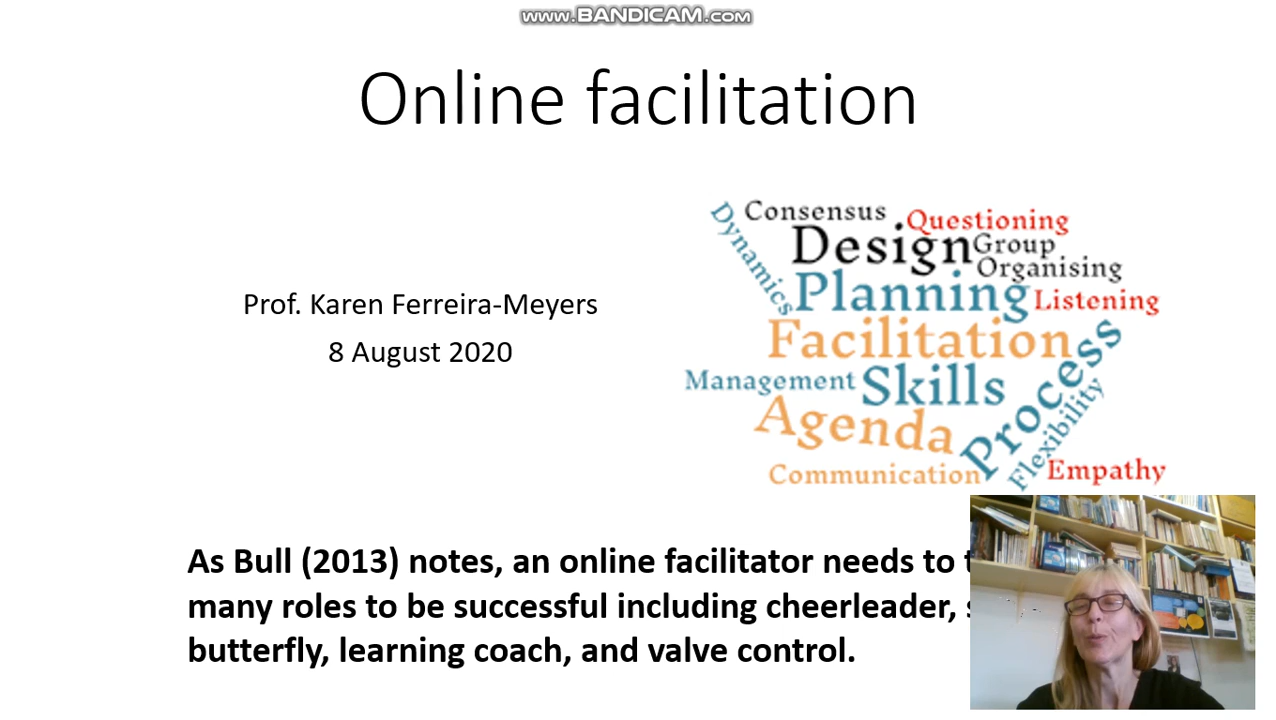 www.BANDICAM.com
Online facilitation
Prof. Karen Ferreira-Meyers
8 August 2020
Consensus
Questioning
Dynamics
Design
Group
Organising
Planning
Listening
Facilitation
Management
Skills
Process
Agenda
Flexibility
Communication
Empathy
As Bull (2013) notes, an online facilitator needs to
many roles to be successful including cheerleader,
butterfly, learning coach, and valve control.